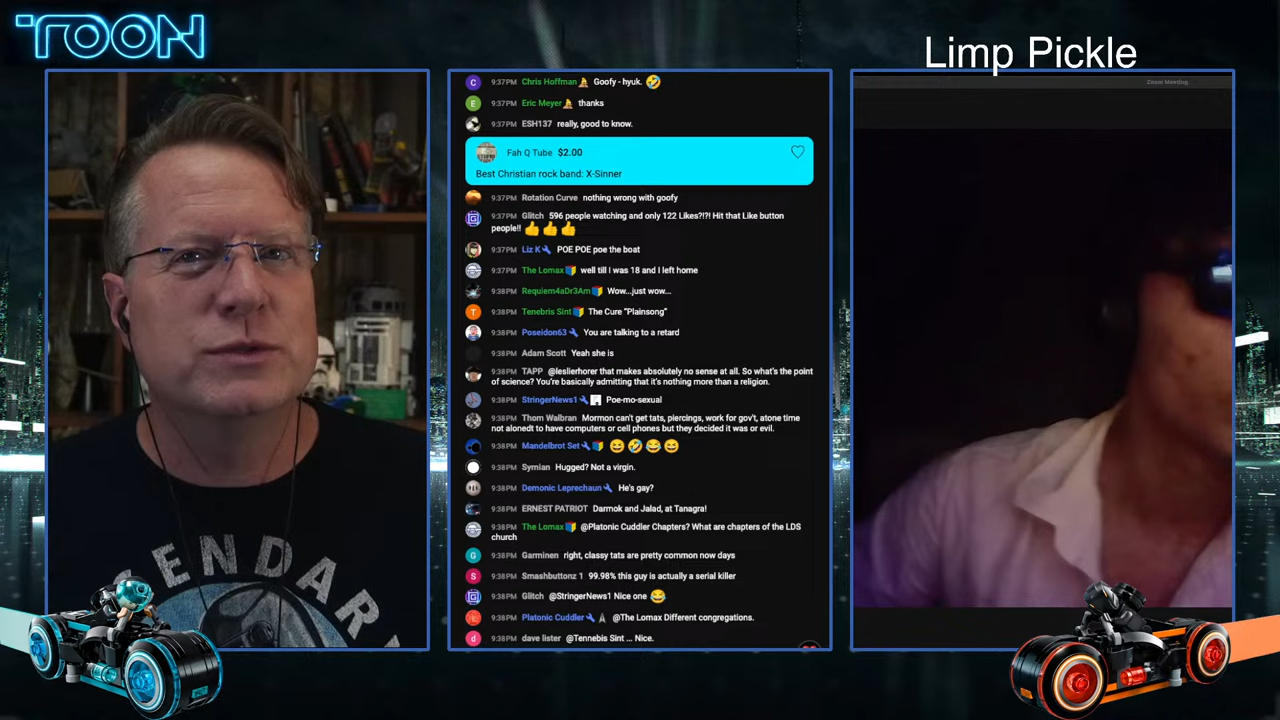 TOON
Limp Pickle
Zoom Meeting
C 9:37PM Chris Hoffman Goofy - hyuk. 🤣
E 9:37PM Eric Meyer thanks
9:37PM ESH137 really, good to know.
Fah Q Tube $2.00
Best Christian rock band: X-Sinner
9:37PM Rotation Curve nothing wrong with goofy
9:37PM Glitch 596 people watching and only 122 Likes?!?! Hit that Like button
people!! 👍👍👍
9:37PM Liz K POE POE poe the boat
9:37PM The Lomax well till I was 18 and I left home
9:38PM Requiem4aDr3Am Wow...just wow...
T 9:38PM Tenebris Sint The Cure "Plainsong"
9:38PM Poseidon63 You are talking to a retard
9:38PM Adam Scott Yeah she is
9:38PM TAPP @leslierhorer that makes absolutely no sense at all. So what's the point
of science? You're basically admitting that it's nothing more than a religion.
9:38PM StringerNews1 Poe-mo-sexual
9:38PM Thom Walbran Mormon can't get tats, piercings, work for gov't, atone time
not alonedt to have computers or cell phones but they decided it was or evil.
9:38PM Mandelbrot Set 😄🤣😂😄
9:38PM Symian Hugged? Not a virgin.
9:38PM Demonic Leprechaun He's gay?
9:38PM ERNEST PATRIOT Darmok and Jalad, at Tanagra!
9:38PM The Lomax @Platonic Cuddler Chapters? What are chapters of the LDS
church
G 9:38PM Garminen right, classy tats are pretty common now days
S 9:38PM Smashbuttonz 1 99.98% this guy is actually a serial killer
9:38PM Glitch @StringerNews1 Nice one 😂
9:38PM Platonic Cuddler @The Lomax Different congregations.
d 9:38PM dave lister @Tennebis Sint ... Nice.
ENDAR